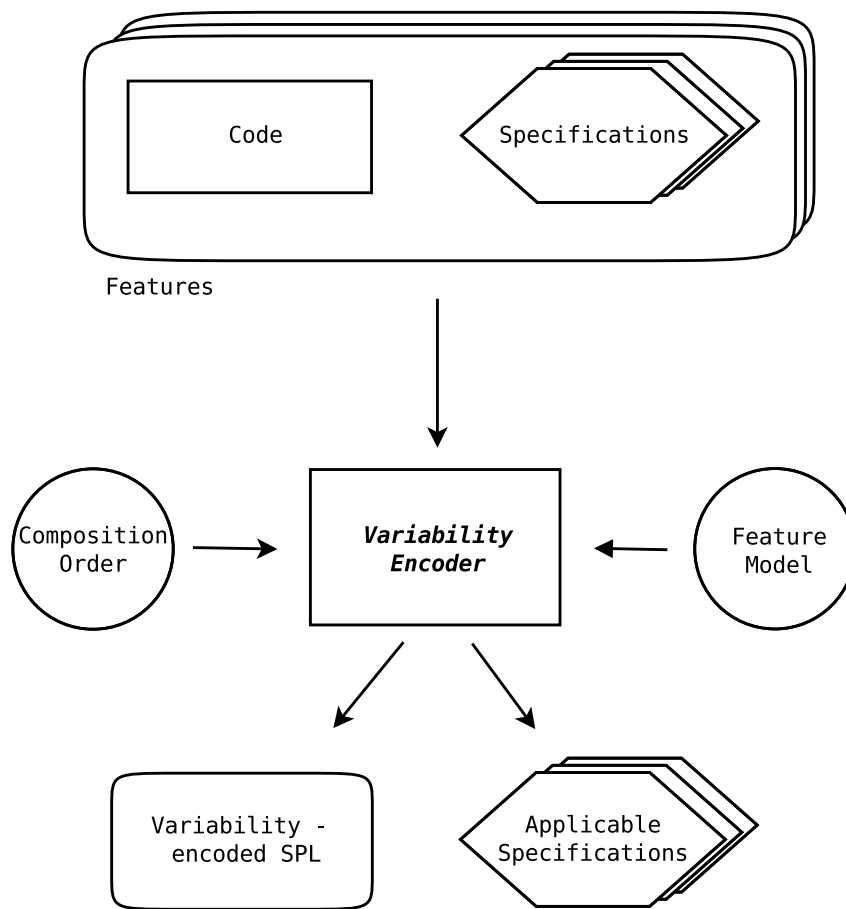 Code
Specifications
Features
Composition
Order
Variability
Encoder
Feature
Model
Variability -
encoded SPL
Applicable
Specifications